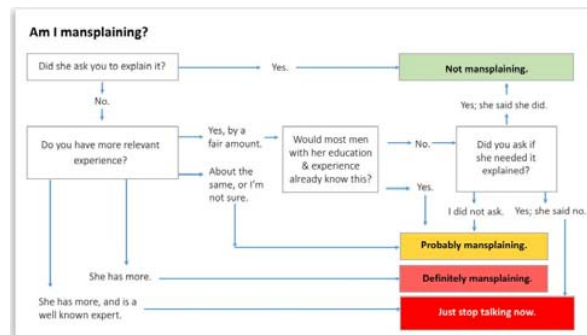 Am I mansplaining?
Did she ask you to explain it?
Yes.
Not mansplaining.
No.
Yes; she said she did.
Do you have more relevant
experience?
Yes, by a
fair amount.
Would most men
with her education
& experience
already know this?
No.
Did you ask if
she needed it
explained?
About the
same, or I'm
not sure.
Yes.
I did not ask.
Yes; she said no.
Probably mansplaining.
She has more.
Definitely mansplaining.
She has more, and is a
well known expert.
Just stop talking now.